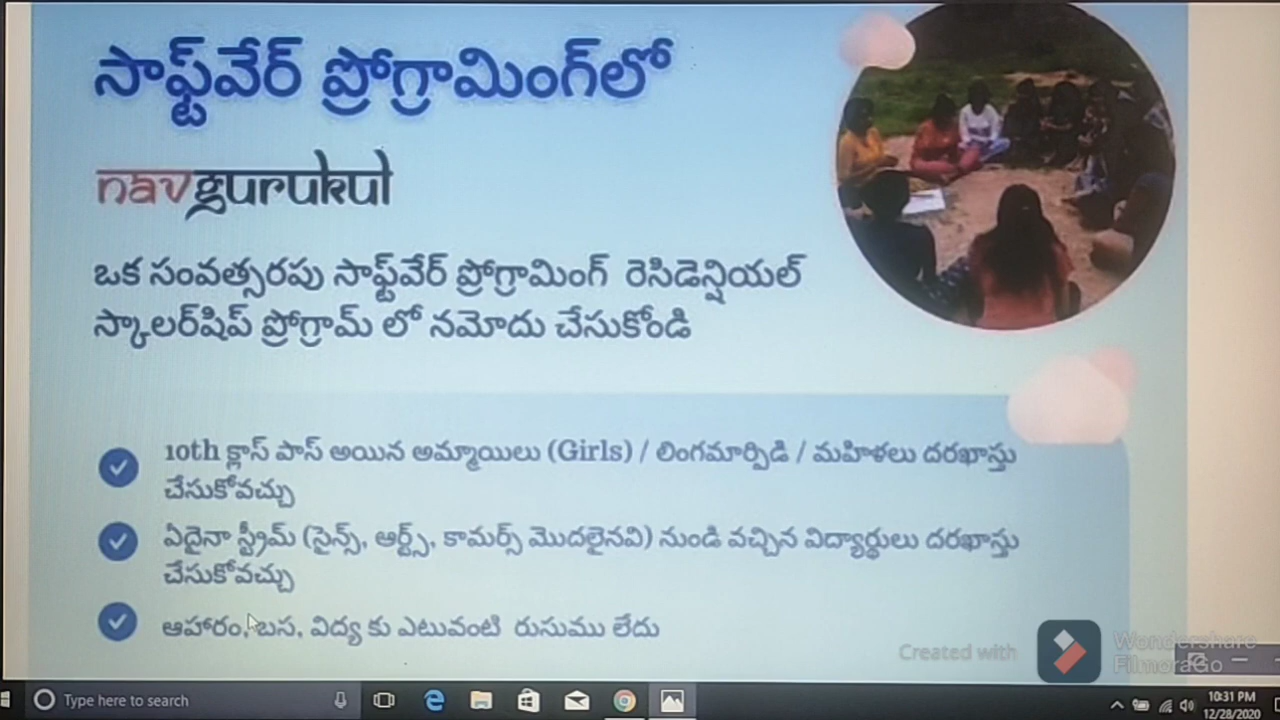 సాఫ్ట్‌వేర్ ప్రోగ్రామింగ్‌లో
navgurukul
ఒక సంవత్సరపు సాఫ్ట్‌వేర్ ప్రోగ్రామింగ్ రెసిడెన్షియల్
స్కాలర్‌షిప్ ప్రోగ్రామ్ లో నమోదు చేసుకోండి
10th క్లాస్ పాస్ అయిన అమ్మాయిలు (Girls) / లింగమార్పిడి / మహిళలు దరఖాస్తు
చేసుకోవచ్చు
ఏదైనా స్ట్రీమ్ (సైన్స్, ఆర్ట్స్, కామర్స్ మొదలైనవి) నుండి వచ్చిన విద్యార్థులు దరఖాస్తు
చేసుకోవచ్చు
ఆహారం, బస, విద్య కు ఎటువంటి రుసుము లేదు
Created with
Wondershare
FilmoraGo
Type here to search
10:31 PM
12/28/2020